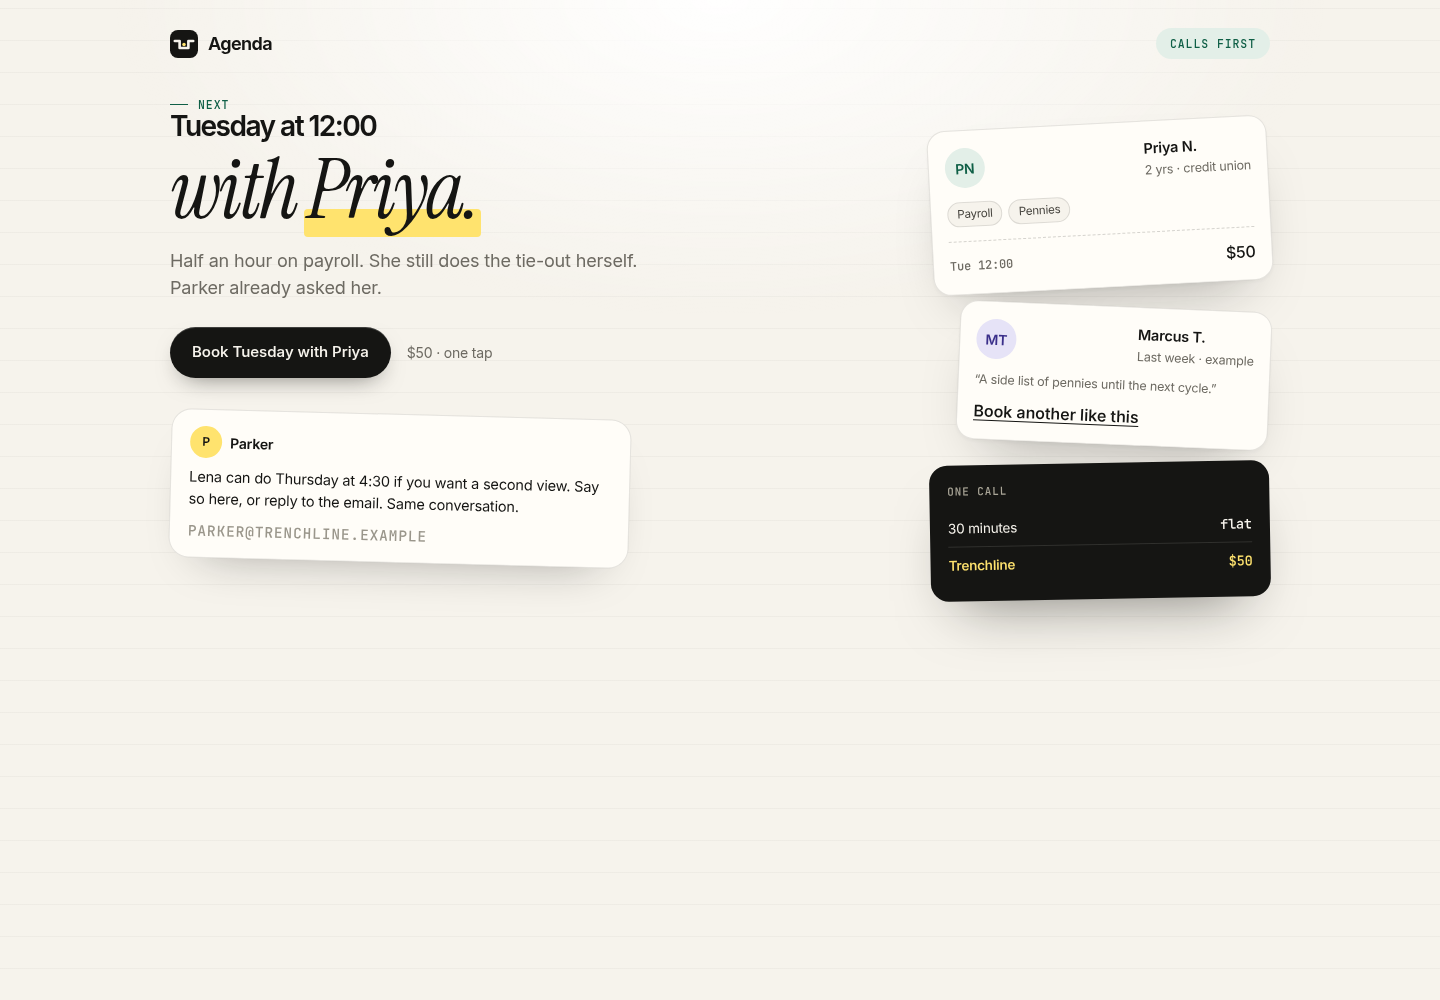 Agenda
CALLS FIRST
NEXT
Tuesday at 12:00
with Priya.
Half an hour on payroll. She still does the tie-out herself.
Parker already asked her.
Book Tuesday with Priya
$50 · one tap
P
Parker
Lena can do Thursday at 4:30 if you want a second view. Say
so here, or reply to the email. Same conversation.
PARKER@TRENCHLINE.EXAMPLE
PN
Priya N.
2 yrs · credit union
Payroll
Pennies
Tue 12:00
$50
MT
Marcus T.
Last week · example
“A side list of pennies until the next cycle.”
Book another like this
ONE CALL
30 minutes
flat
Trenchline
$50